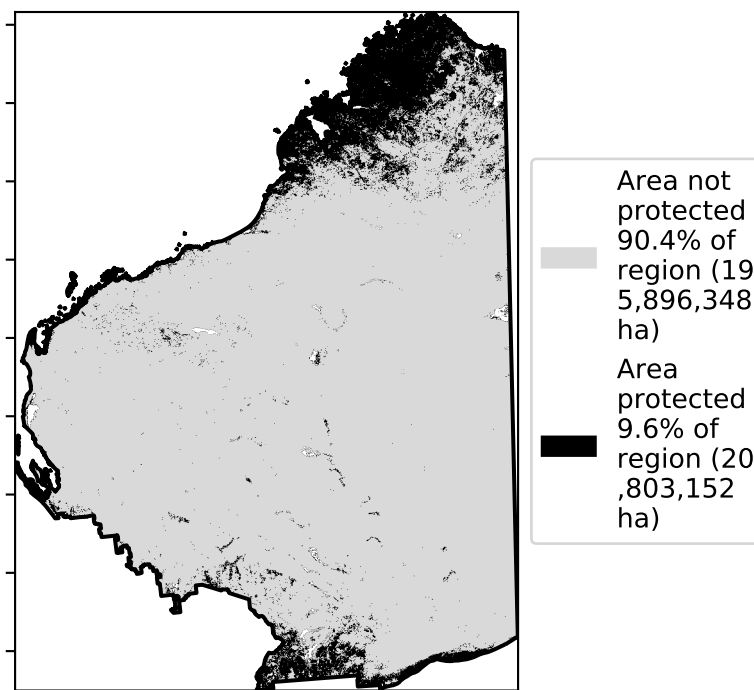 Area not
protected
90.4% of
region (19
5,896,348
ha)
Area
protected
9.6% of
region (20
,803,152
ha)